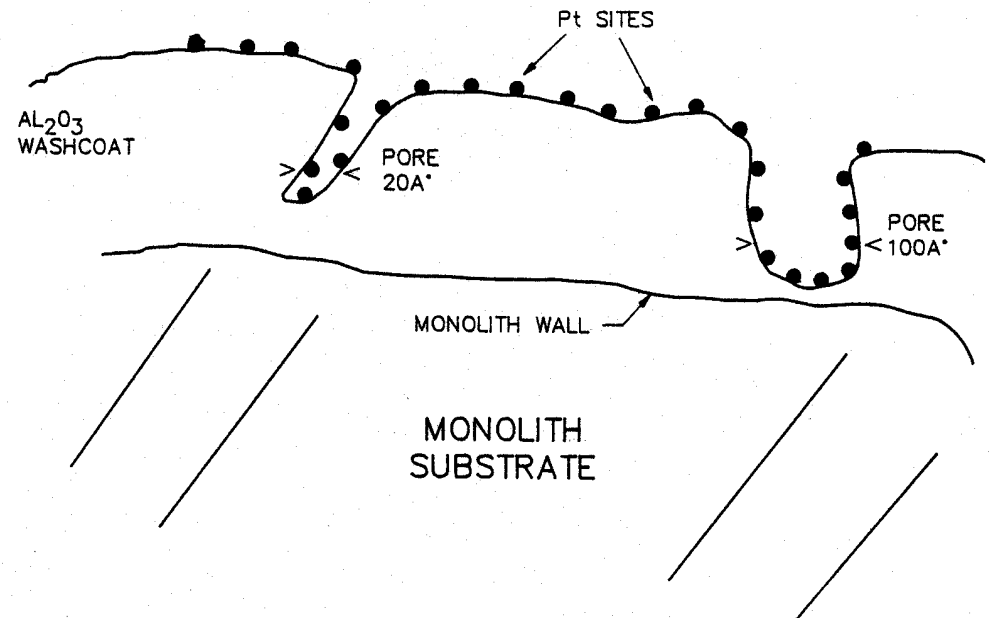 Pt SITES
AL₂O₃
WASHCOAT
PORE
20A°
PORE
100A°
MONOLITH WALL
MONOLITH
SUBSTRATE